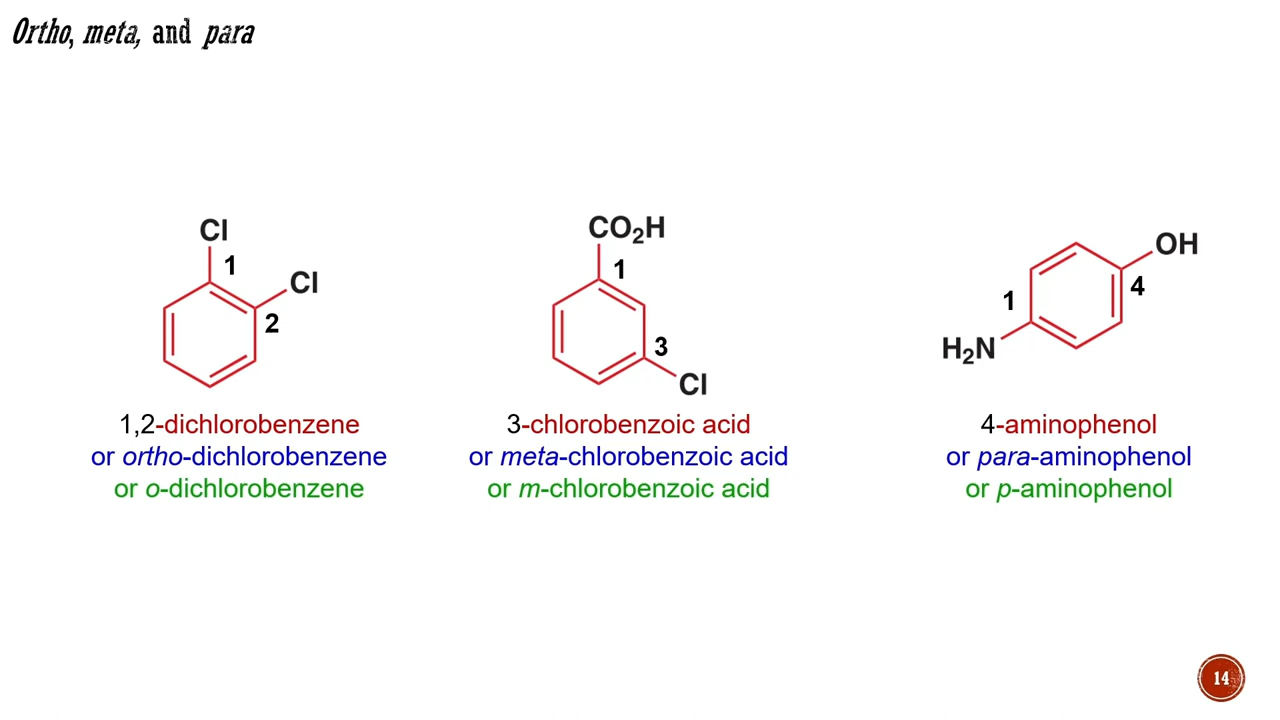 Ortho, meta, and para
Cl
1
Cl
2
1,2-dichlorobenzene
or ortho-dichlorobenzene
or o-dichlorobenzene
CO₂H
1
3
Cl
3-chlorobenzoic acid
or meta-chlorobenzoic acid
or m-chlorobenzoic acid
OH
4
1
H₂N
4-aminophenol
or para-aminophenol
or p-aminophenol
14